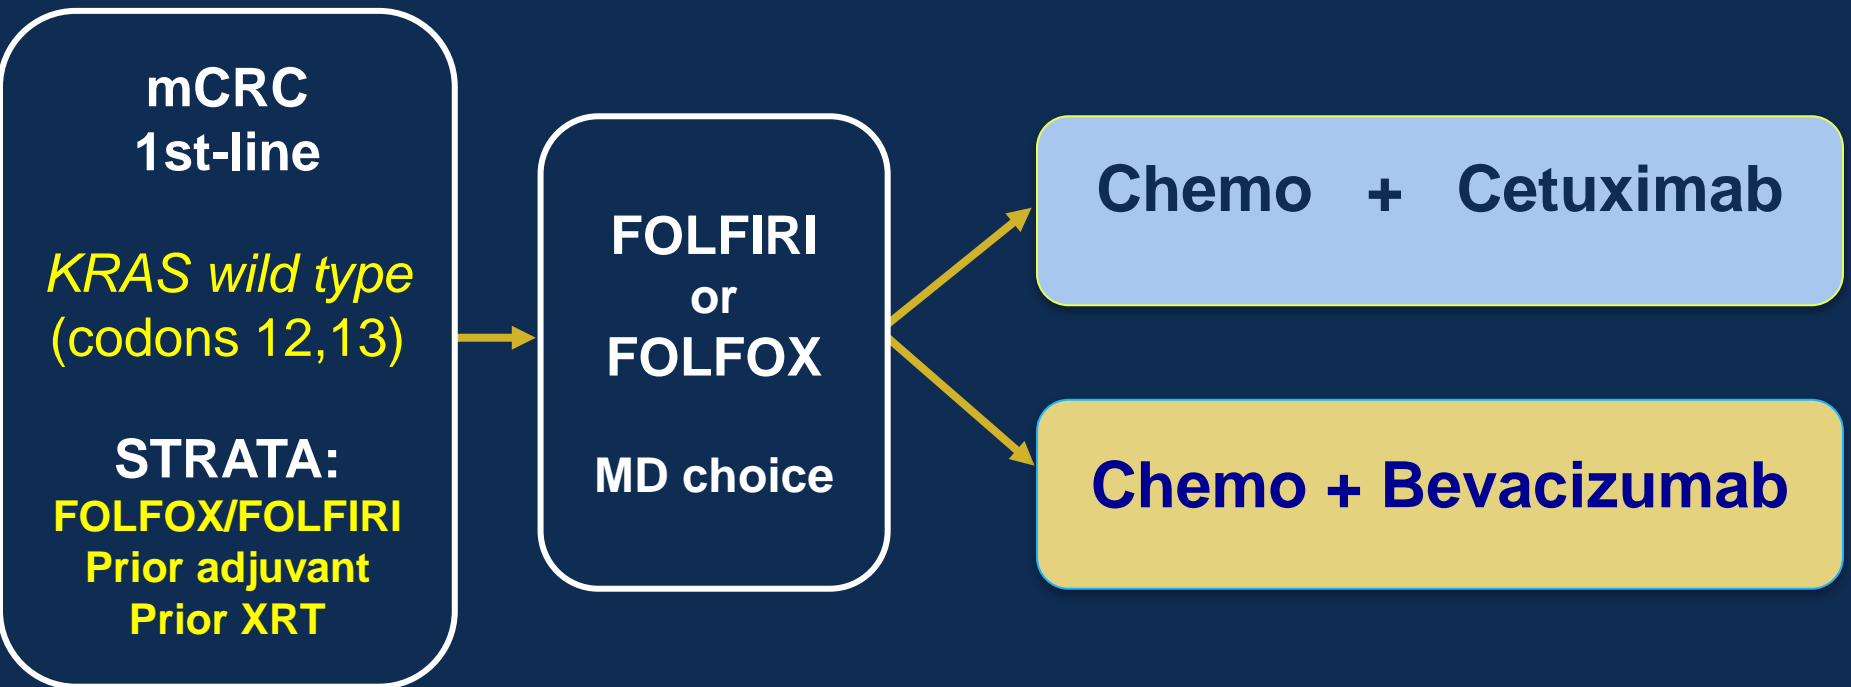 mCRC
1st-line
KRAS wild type
(codons 12,13)
STRATA:
FOLFOX/FOLFIRI
Prior adjuvant
Prior XRT
FOLFIRI
or
FOLFOX
MD choice
Chemo + Cetuximab
Chemo + Bevacizumab